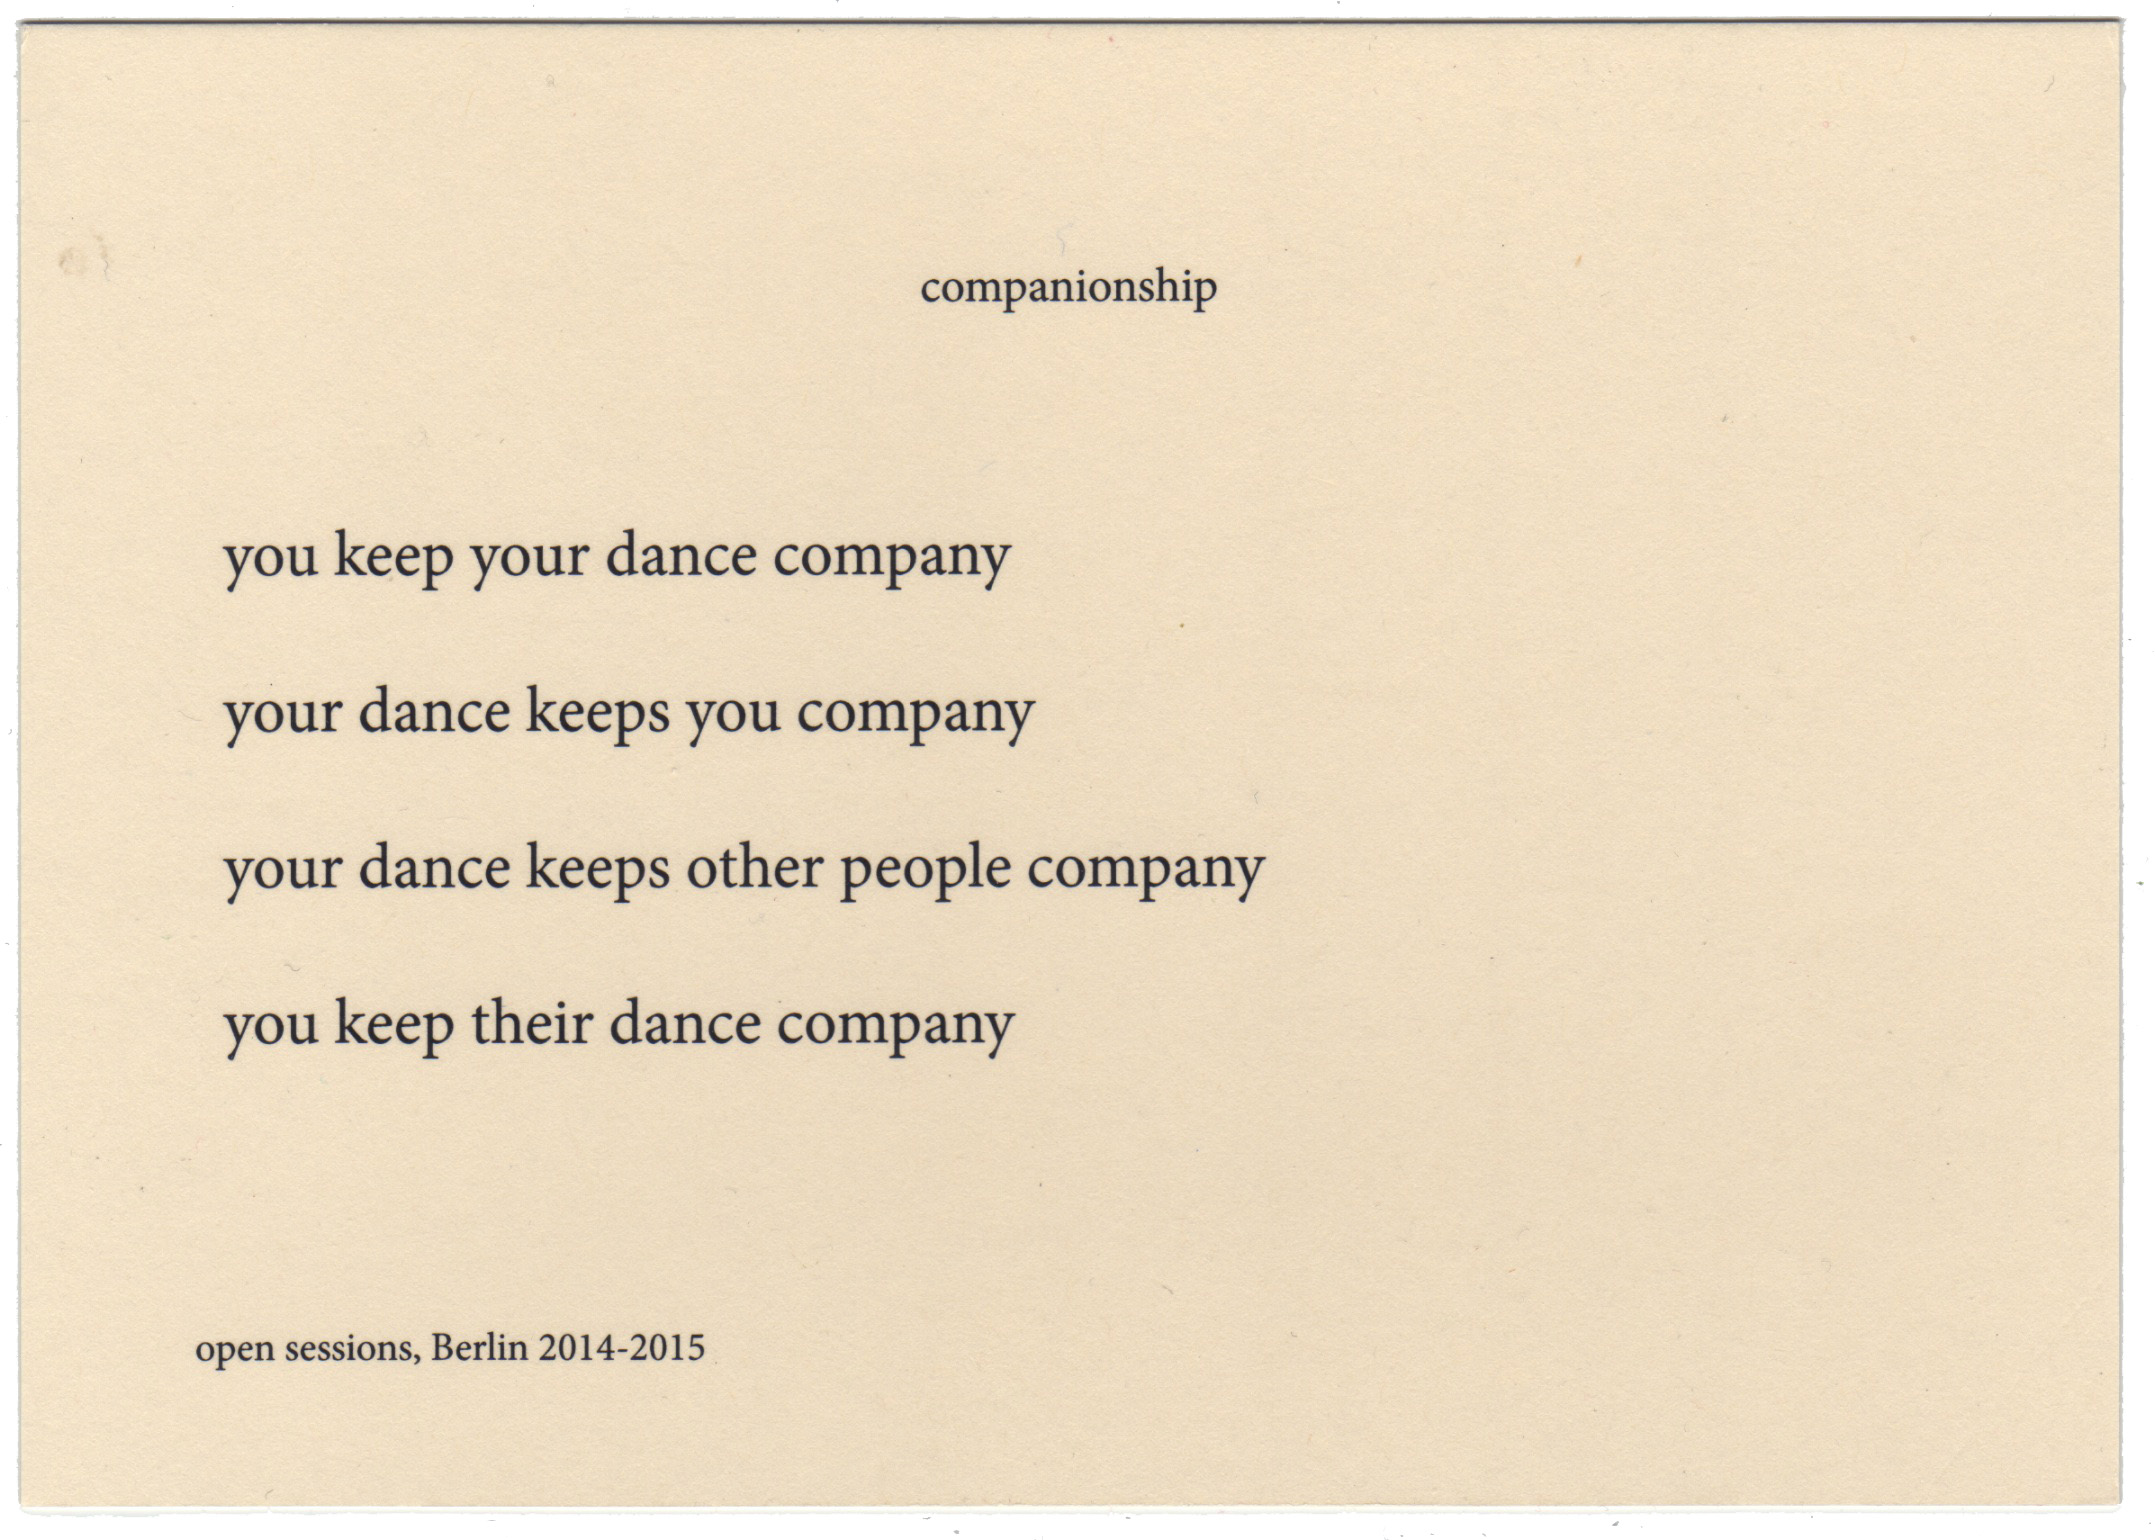 companionship
you keep your dance company
your dance keeps you company
your dance keeps other people company
you keep their dance company
open sessions, Berlin 2014-2015